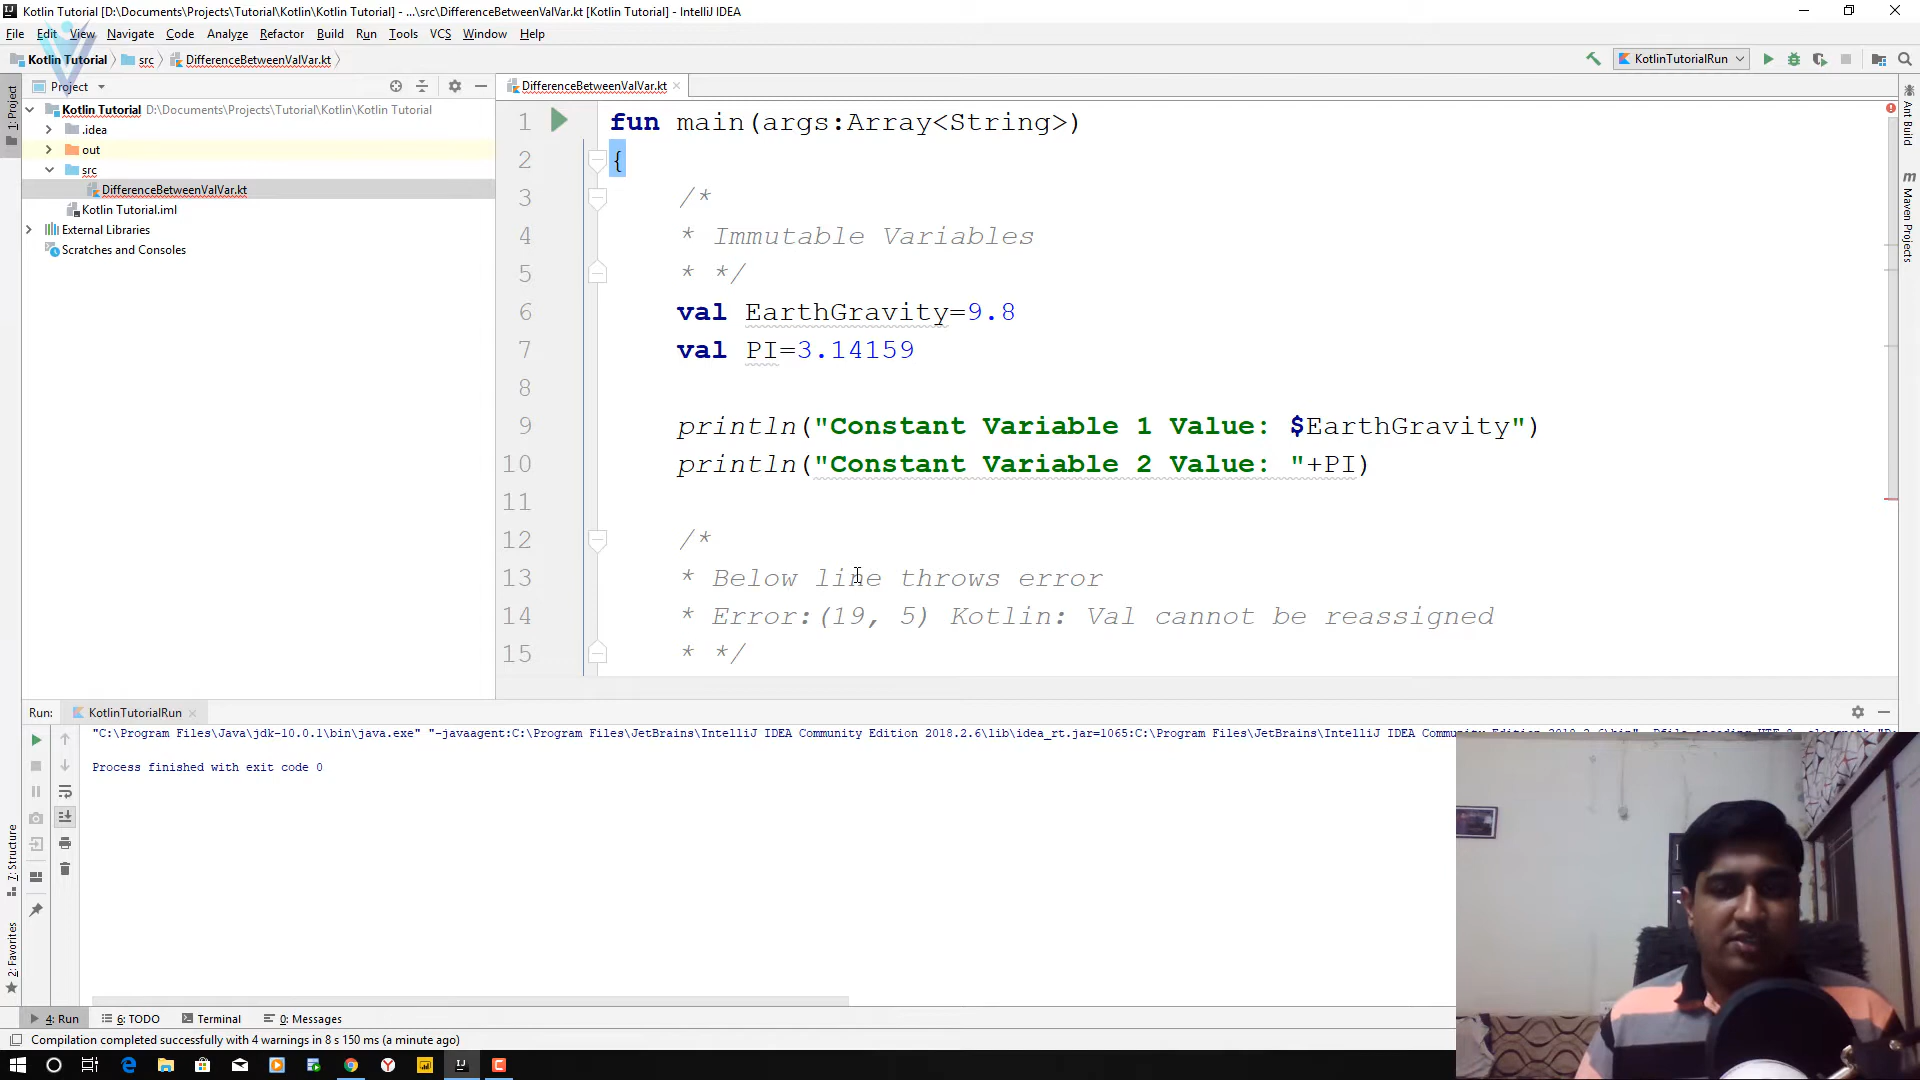 Kotlin Tutorial [D:\Documents\Projects\Tutorial\Kotlin\Kotlin Tutorial] - ...\src\DifferenceBetweenValVar.kt [Kotlin Tutorial] - IntelliJ IDEA
File Edit View Navigate Code Analyze Refactor Build Run Tools VCS Window Help
Kotlin Tutorial src DifferenceBetweenValVar.kt KotlinTutorialRun
Project
DifferenceBetweenValVar.kt
1: Project
Kotlin Tutorial D:\Documents\Projects\Tutorial\Kotlin\Kotlin Tutorial
.idea
out
src
DifferenceBetweenValVar.kt
Kotlin Tutorial.iml
External Libraries
Scratches and Consoles
1 fun main(args:Array<String>)
2 {
3 /*
4 * Immutable Variables
5 * */
6 val EarthGravity=9.8
7 val PI=3.14159
8
9 println("Constant Variable 1 Value: $EarthGravity")
10 println("Constant Variable 2 Value: "+PI)
11
12 /*
13 * Below line throws error
14 * Error:(19, 5) Kotlin: Val cannot be reassigned
15 * */
Ant Build
Maven Projects
Run: KotlinTutorialRun
"C:\Program Files\Java\jdk-10.0.1\bin\java.exe" "-javaagent:C:\Program Files\JetBrains\IntelliJ IDEA Community Edition 2018.2.6\lib\idea_rt.jar=1065:C:\Program Files\JetBrains\IntelliJ IDEA
Process finished with exit code 0
7: Structure
2: Favorites
4: Run 6: TODO Terminal 0: Messages
Compilation completed successfully with 4 warnings in 8 s 150 ms (a minute ago)